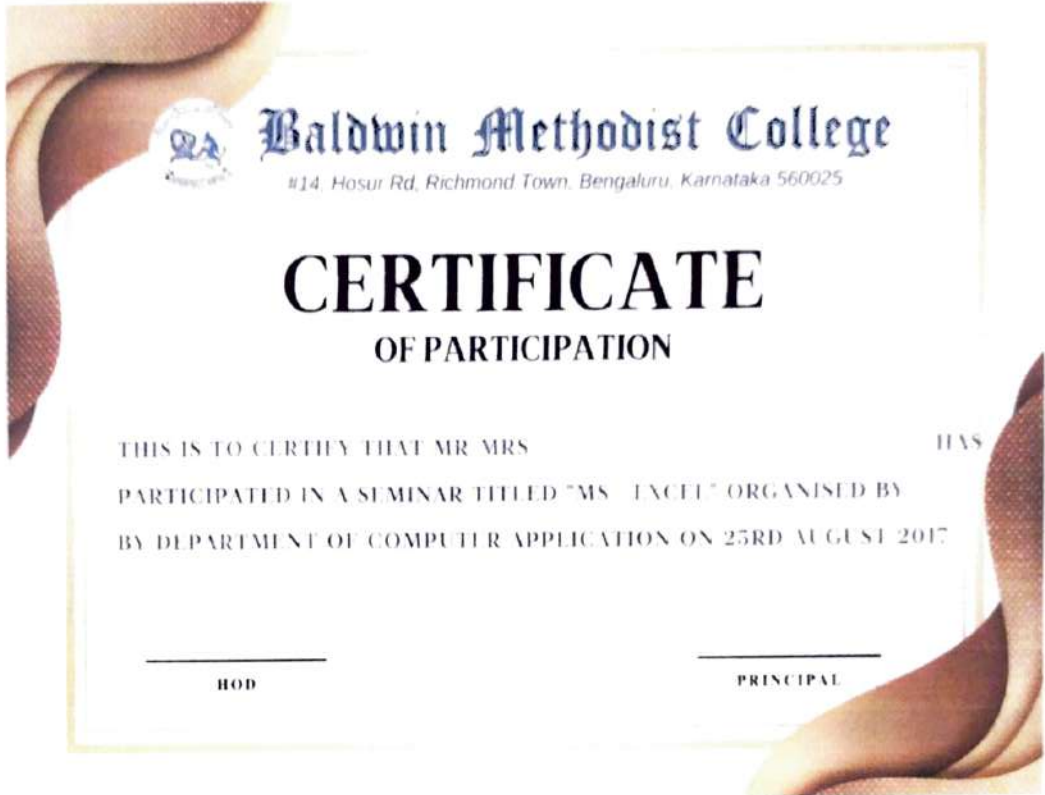 Baldwin Methodist College
#14, Hosur Rd, Richmond Town, Bengaluru, Karnataka 560025
CERTIFICATE
OF PARTICIPATION
THIS IS TO CERTIFY THAT MR MRS HAS
PARTICIPATED IN A SEMINAR TITLED "MS EXCEL" ORGANISED BY
BY DEPARTMENT OF COMPUTER APPLICATION ON 23RD AUGUST 2017
HOD
PRINCIPAL